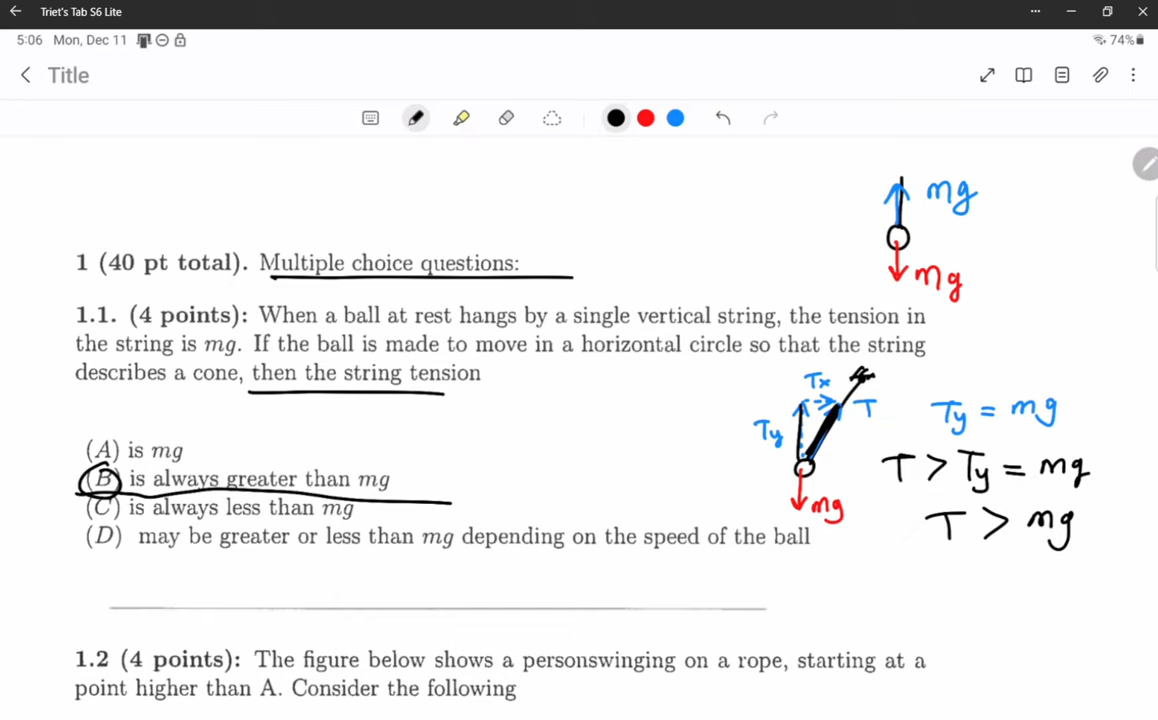 Triet's Tab S6 Lite
5:06 Mon, Dec 11
74%
Title
mg
mg
1 (40 pt total). Multiple choice questions:
1.1. (4 points): When a ball at rest hangs by a single vertical string, the tension in
the string is mg. If the ball is made to move in a horizontal circle so that the string
describes a cone, then the string tension
Tx
T
Ty
mg
Ty = mg
T > Ty = mg
T > mg
(A) is mg
(B) is always greater than mg
(C) is always less than mg
(D) may be greater or less than mg depending on the speed of the ball
1.2 (4 points): The figure below shows a personswinging on a rope, starting at a
point higher than A. Consider the following